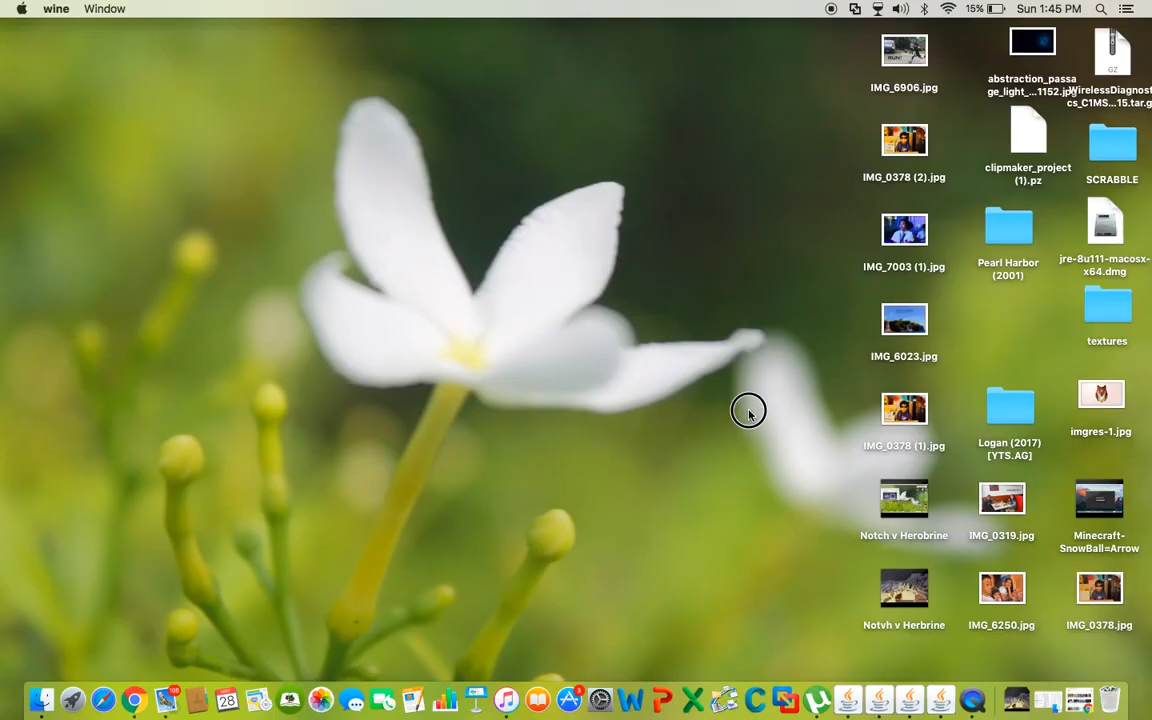 wine Window 15% Sun 1:45 PM
RUN!
IMG_6906.jpg
abstraction_passa
ge_light_...1152.jpg
GZ
WirelessDiagnost
cs_C1MS...15.tar.g
IMG_0378 (2).jpg
clipmaker_project
(1).pz
SCRABBLE
IMG_7003 (1).jpg
Pearl Harbor
(2001)
jre-8u111-macosx-
x64.dmg
IMG_6023.jpg
textures
IMG_0378 (1).jpg
Logan (2017)
[YTS.AG]
imgres-1.jpg
Notch v Herobrine
IMG_0319.jpg
Minecraft-
SnowBall=Arrow
Notvh v Herbrine
IMG_6250.jpg
IMG_0378.jpg
28
3
W P X C